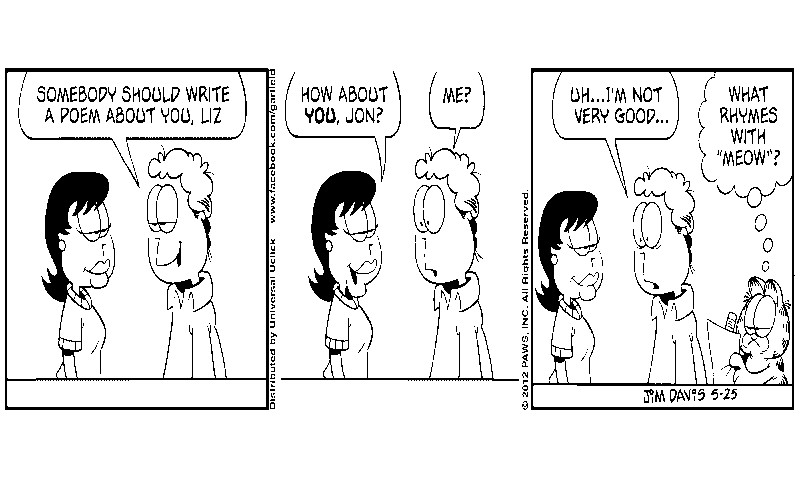 SOMEBODY SHOULD WRITE
A POEM ABOUT YOU, LIZ
Distributed by Universal Uclick www.facebook.com/garfield
HOW ABOUT
YOU, JON?
ME?
© 2012 PAWS, INC. All Rights Reserved.
UH...I'M NOT
VERY GOOD...
WHAT
RHYMES
WITH
"MEOW"?
JIM DAVIS 5-25